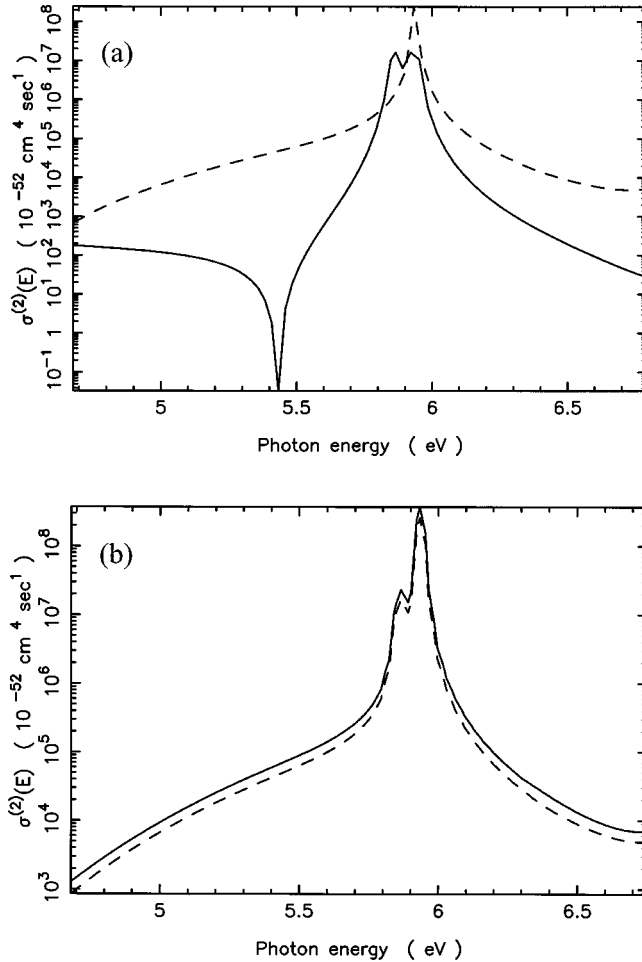 (a)
10⁸
10⁷
10⁶
10⁵
10⁴
10³
10²
10¹
1
10⁻¹
σ⁽²⁾(E) ( 10⁻⁵² cm⁴ sec¹ )
5 5.5 6 6.5
Photon energy ( eV )
(b)
10⁸
10⁷
10⁶
10⁵
10⁴
10³
σ⁽²⁾(E) ( 10⁻⁵² cm⁴ sec¹ )
5 5.5 6 6.5
Photon energy ( eV )